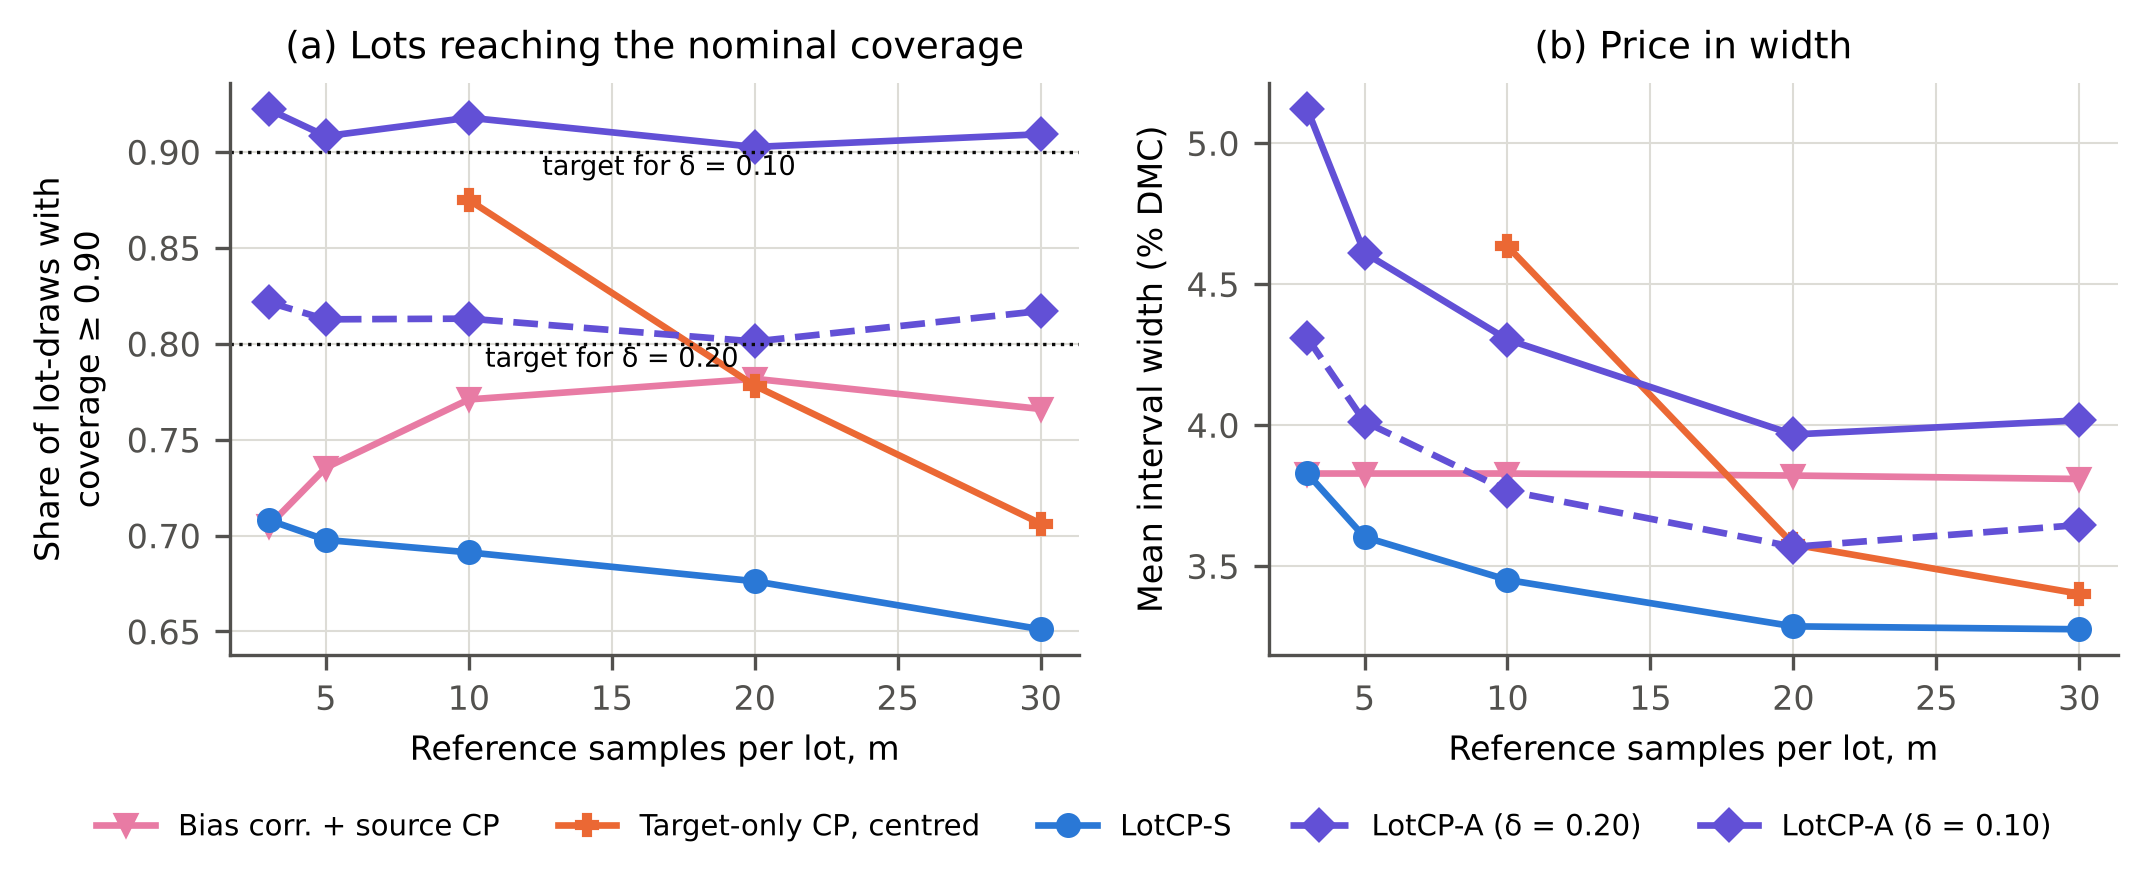 (a) Lots reaching the nominal coverage
Share of lot-draws with
coverage ≥ 0.90
0.90
0.85
0.80
0.75
0.70
0.65
target for δ = 0.10
target for δ = 0.20
5 10 15 20 25 30
Reference samples per lot, m
(b) Price in width
Mean interval width (% DMC)
5.0
4.5
4.0
3.5
5 10 15 20 25 30
Reference samples per lot, m
Bias corr. + source CP Target-only CP, centred LotCP-S LotCP-A (δ = 0.20) LotCP-A (δ = 0.10)